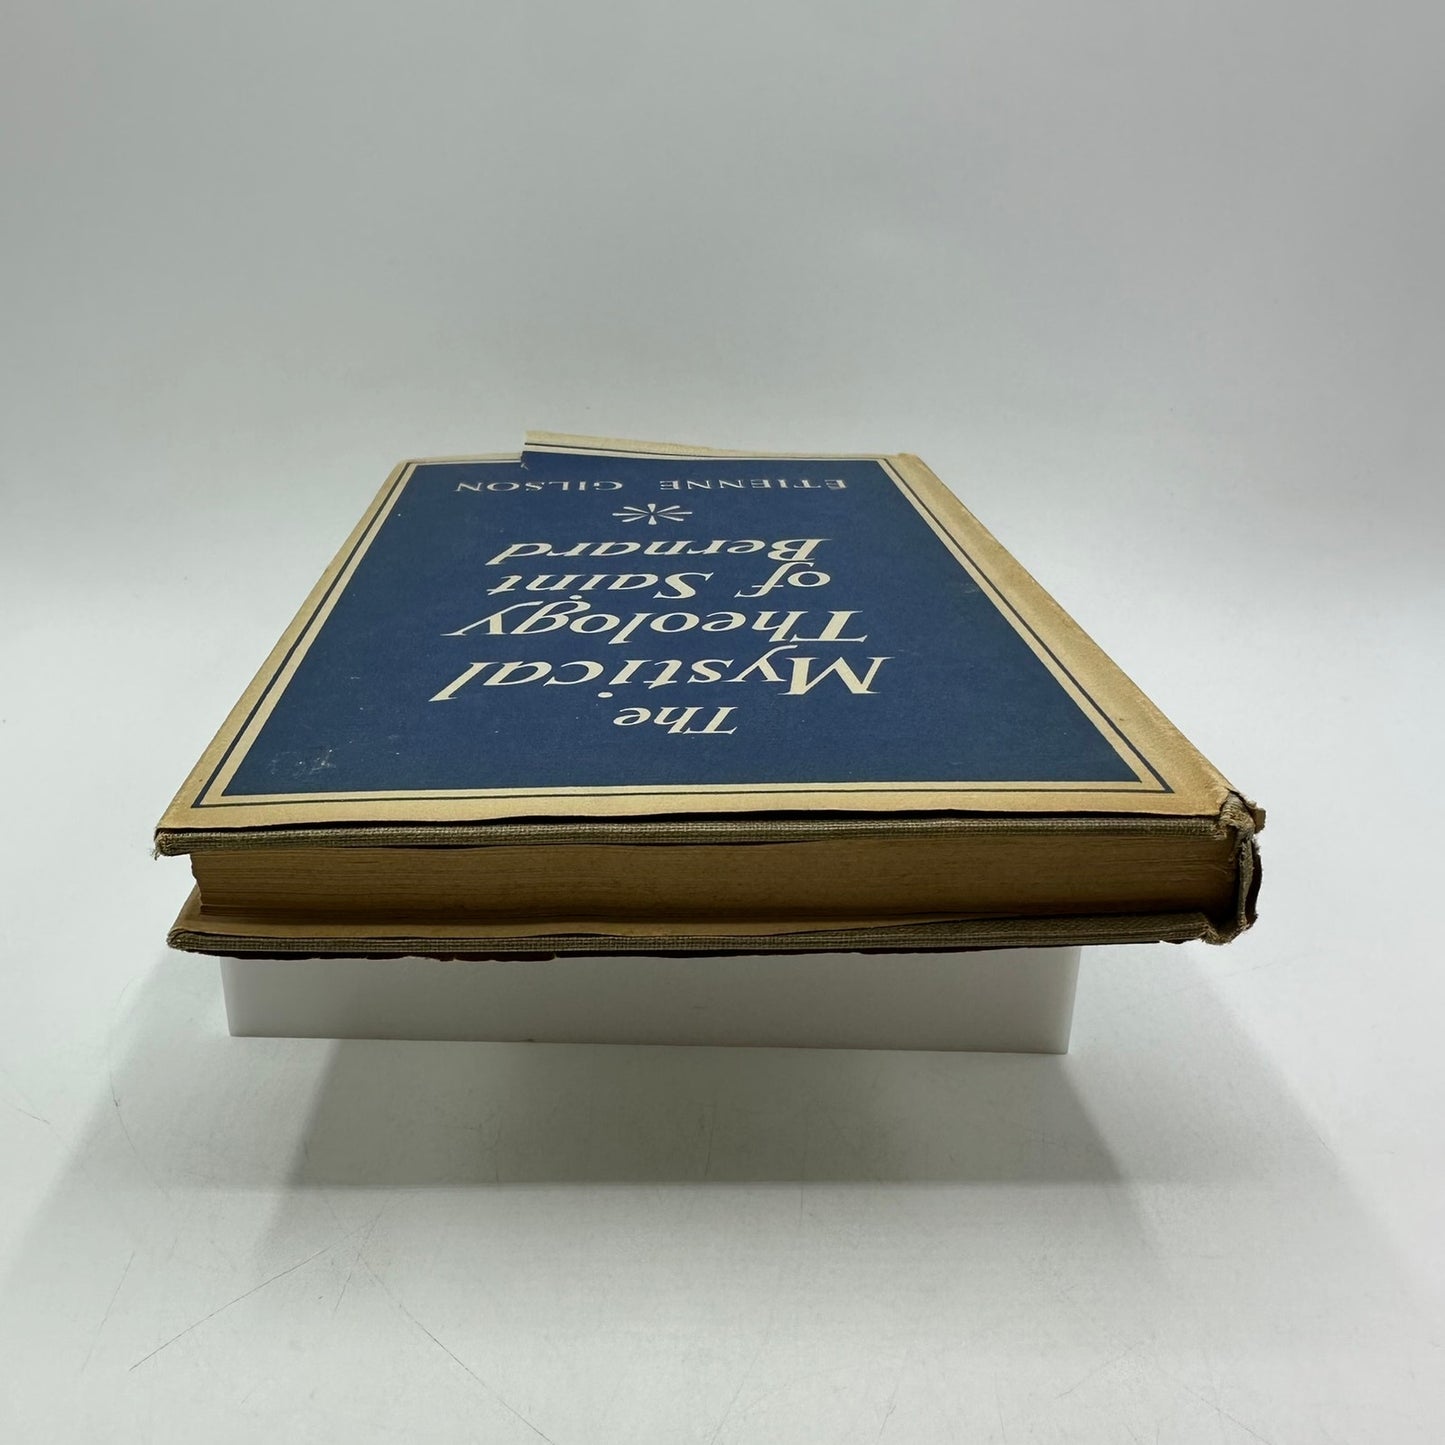 The
Mystical
Theology
of Saint
Bernard
ETIENNE GILSON